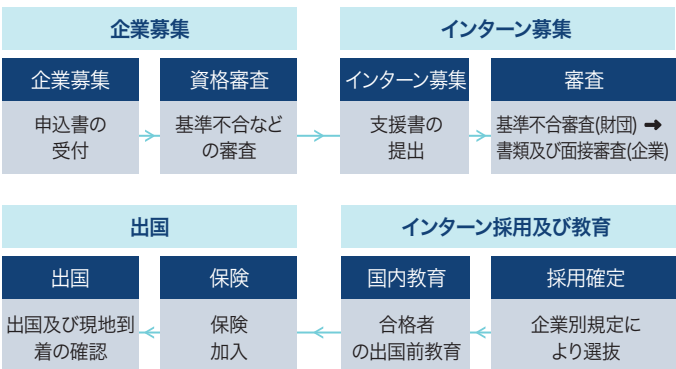 企業募集
インターン募集
企業募集
資格審査
インターン募集
審査
申込書の
受付
基準不合など
の審査
支援書の
提出
基準不合審査(財団) ➡
書類及び面接審査(企業)
出国
インターン採用及び教育
出国
保険
国内教育
採用確定
出国及び現地到
着の確認
保険
加入
合格者
の出国前教育
企業別規定に
より選抜